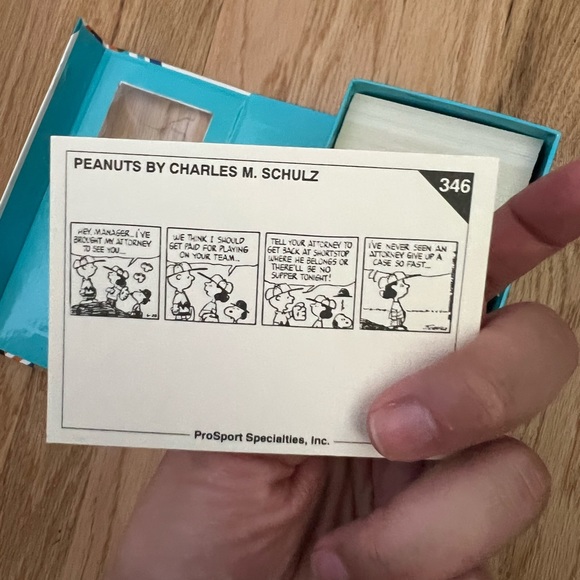 PEANUTS BY CHARLES M. SCHULZ
346
HEY, MANAGER...I'VE
BROUGHT MY ATTORNEY
TO SEE YOU...
WE THINK I SHOULD
GET PAID FOR PLAYING
ON YOUR TEAM...
TELL YOUR ATTORNEY TO
GET BACK AT SHORTSTOP
WHERE HE BELONGS OR
THERE'LL BE NO
SUPPER TONIGHT!
I'VE NEVER SEEN AN
ATTORNEY GIVE UP A
CASE SO FAST...
ProSport Specialties, Inc.